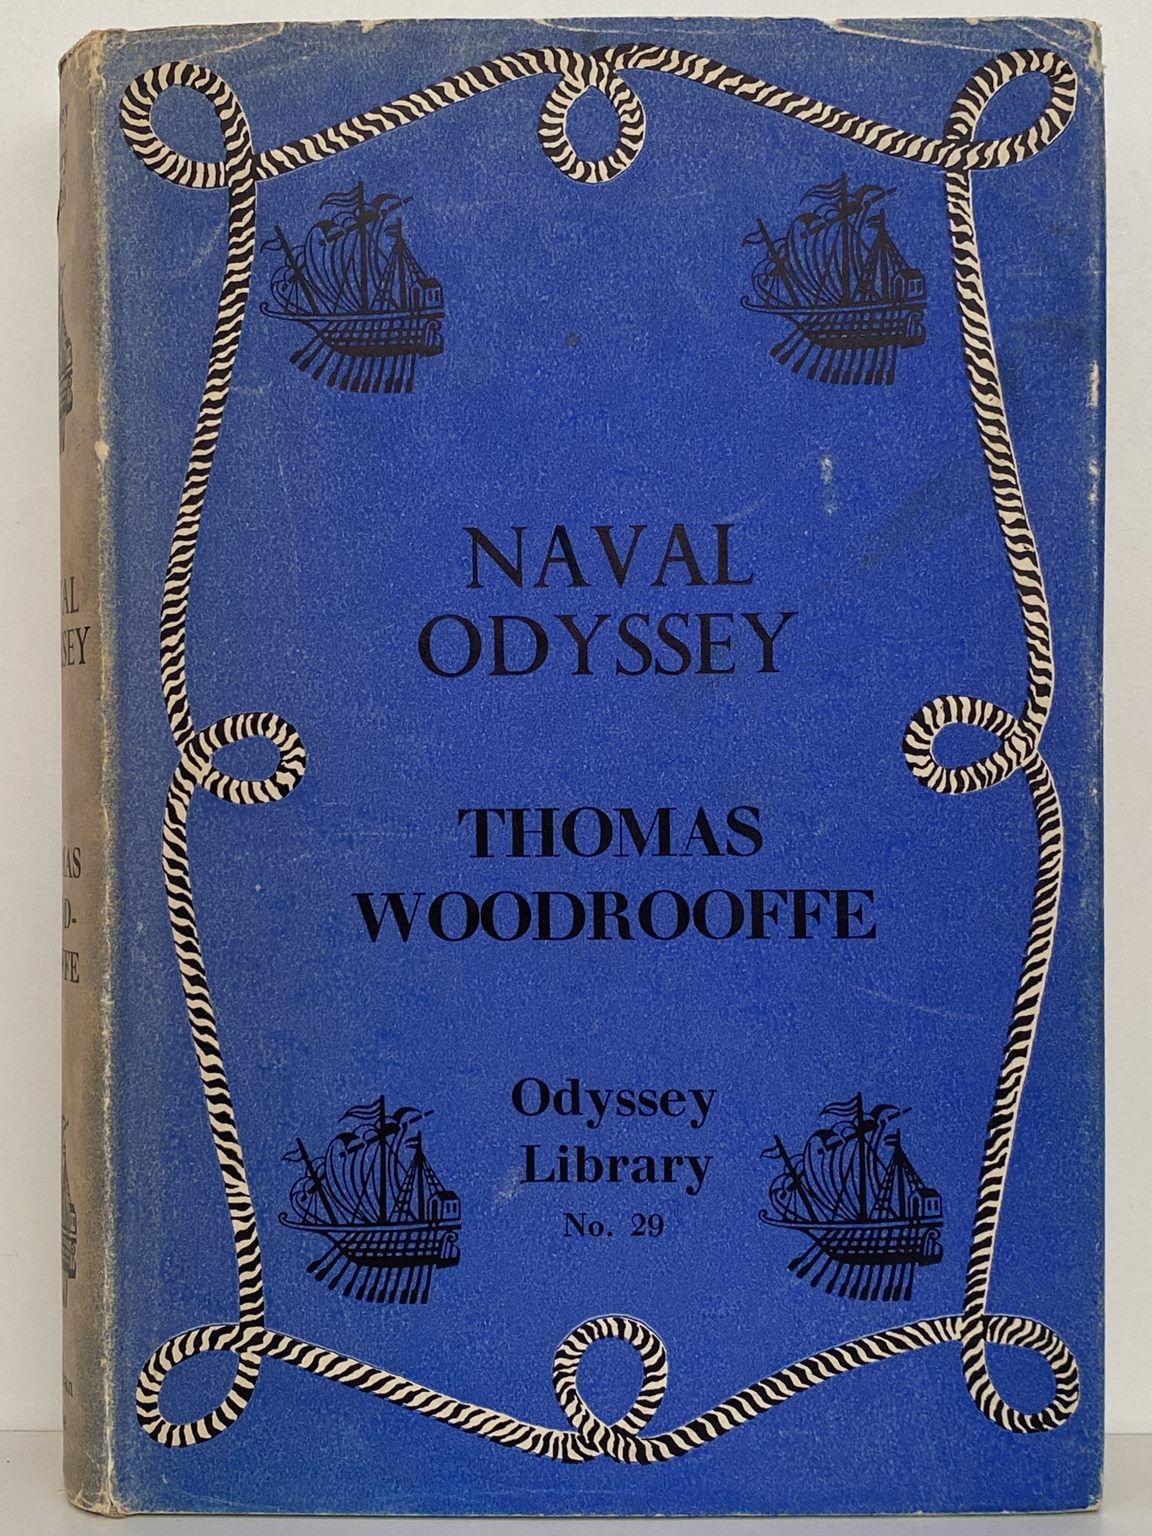 NAVAL
ODYSSEY
THOMAS
WOODROOFFE
Odyssey
Library
No. 29